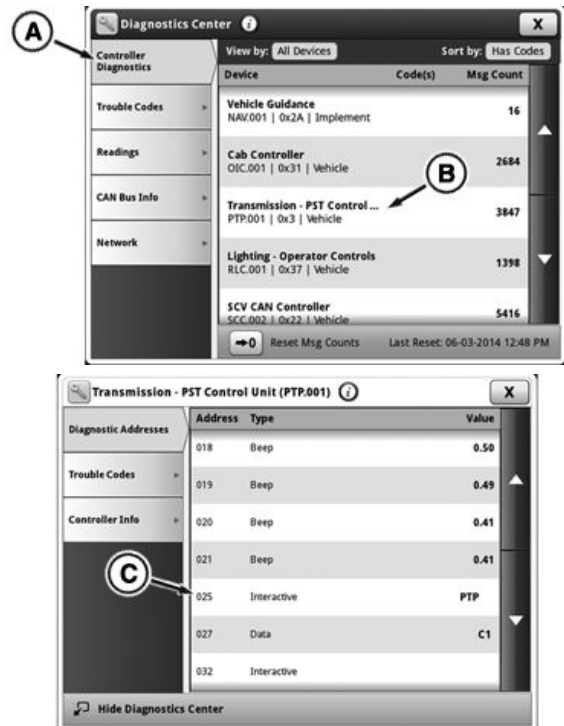 Diagnostics Center i X
A
Controller
Diagnostics
View by: All Devices Sort by: Has Codes
Device Code(s) Msg Count
Trouble Codes
Vehicle Guidance
NAV.001 | 0x2A | Implement
16
Readings
Cab Controller
OIC.001 | 0x31 | Vehicle
2684
B
CAN Bus Info
Transmission - PST Control ...
PTP.001 | 0x3 | Vehicle
3847
Network
Lighting - Operator Controls
RLC.001 | 0x37 | Vehicle
1398
SCV CAN Controller
SCC.002 | 0x22 | Vehicle
5416
→0 Reset Msg Counts Last Reset: 06-03-2014 12:48 PM
Transmission - PST Control Unit (PTP.001) i X
Diagnostic Addresses
Address Type Value
018 Beep 0.50
Trouble Codes
019 Beep 0.49
Controller Info
020 Beep 0.41
021 Beep 0.41
C
025 Interactive PTP
027 Data C1
032 Interactive
Hide Diagnostics Center